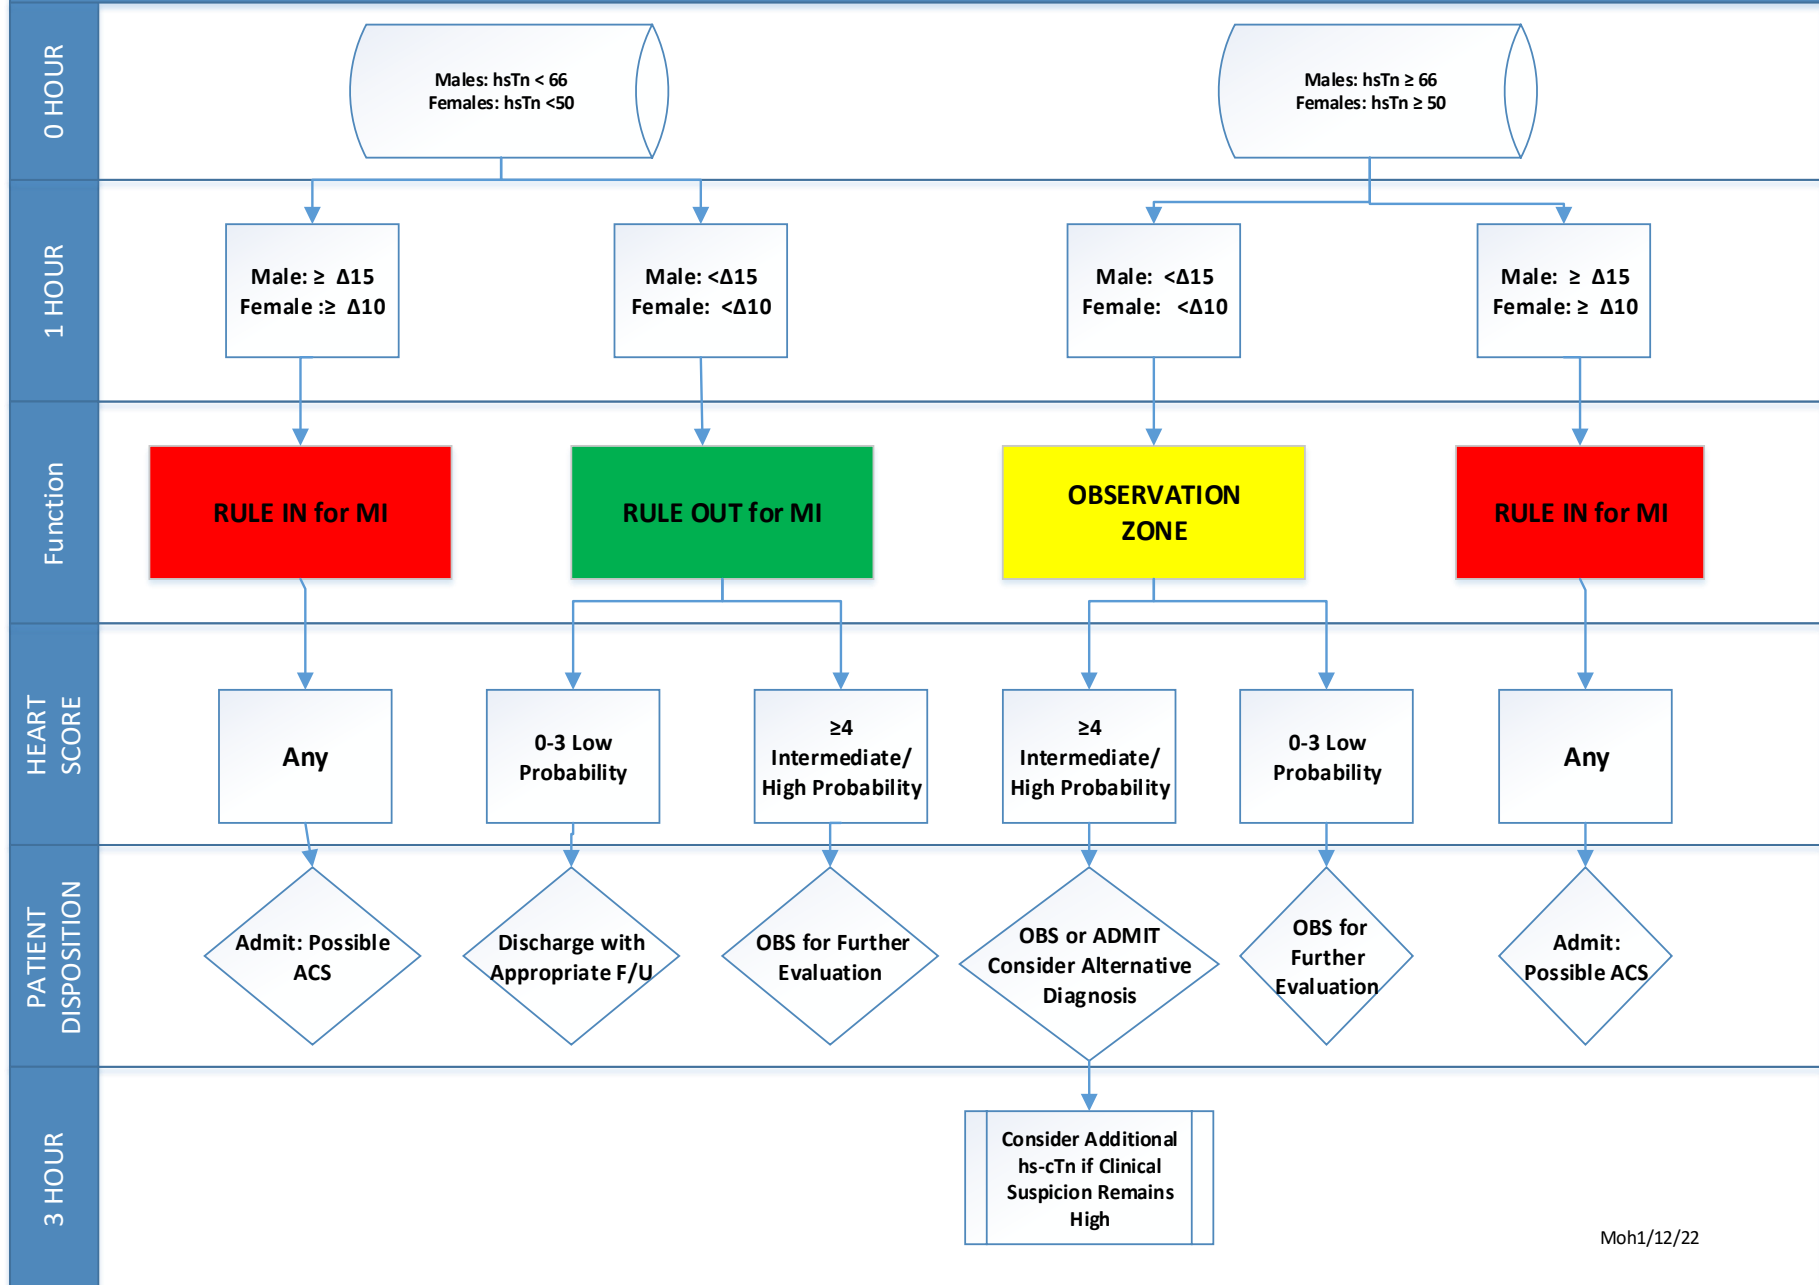 0 HOUR
Males: hsTn < 66
Females: hsTn <50
Males: hsTn ≥ 66
Females: hsTn ≥ 50
1 HOUR
Male: ≥ Δ15
Female :≥ Δ10
Male: <Δ15
Female: <Δ10
Male: <Δ15
Female: <Δ10
Male: ≥ Δ15
Female: ≥ Δ10
Function
RULE IN for MI
RULE OUT for MI
OBSERVATION
ZONE
RULE IN for MI
HEART
SCORE
Any
0-3 Low
Probability
≥4
Intermediate/
High Probability
≥4
Intermediate/
High Probability
0-3 Low
Probability
Any
PATIENT
DISPOSITION
Admit: Possible
ACS
Discharge with
Appropriate F/U
OBS for Further
Evaluation
OBS or ADMIT
Consider Alternative
Diagnosis
OBS for
Further
Evaluation
Admit:
Possible ACS
3 HOUR
Consider Additional
hs-cTn if Clinical
Suspicion Remains
High
Moh1/12/22